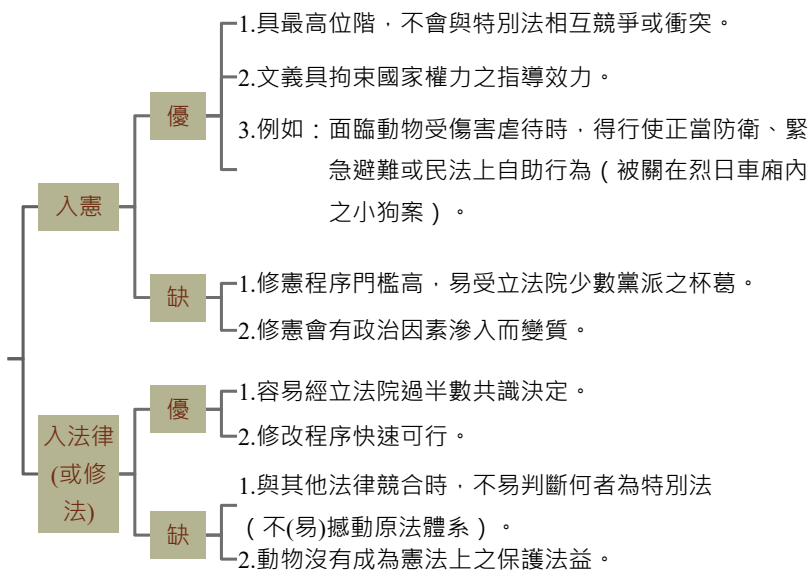 入憲
優
1.具最高位階，不會與特別法相互競爭或衝突。
2.文義具拘束國家權力之指導效力。
3.例如：面臨動物受傷害虐待時，得行使正當防衛、緊
急避難或民法上自助行為（被關在烈日車廂內
之小狗案）。
缺
1.修憲程序門檻高，易受立法院少數黨派之杯葛。
2.修憲會有政治因素滲入而變質。
入法律
(或修
法)
優
1.容易經立法院過半數共識決定。
2.修改程序快速可行。
缺
1.與其他法律競合時，不易判斷何者為特別法
（不(易)撼動原法體系）。
2.動物沒有成為憲法上之保護法益。